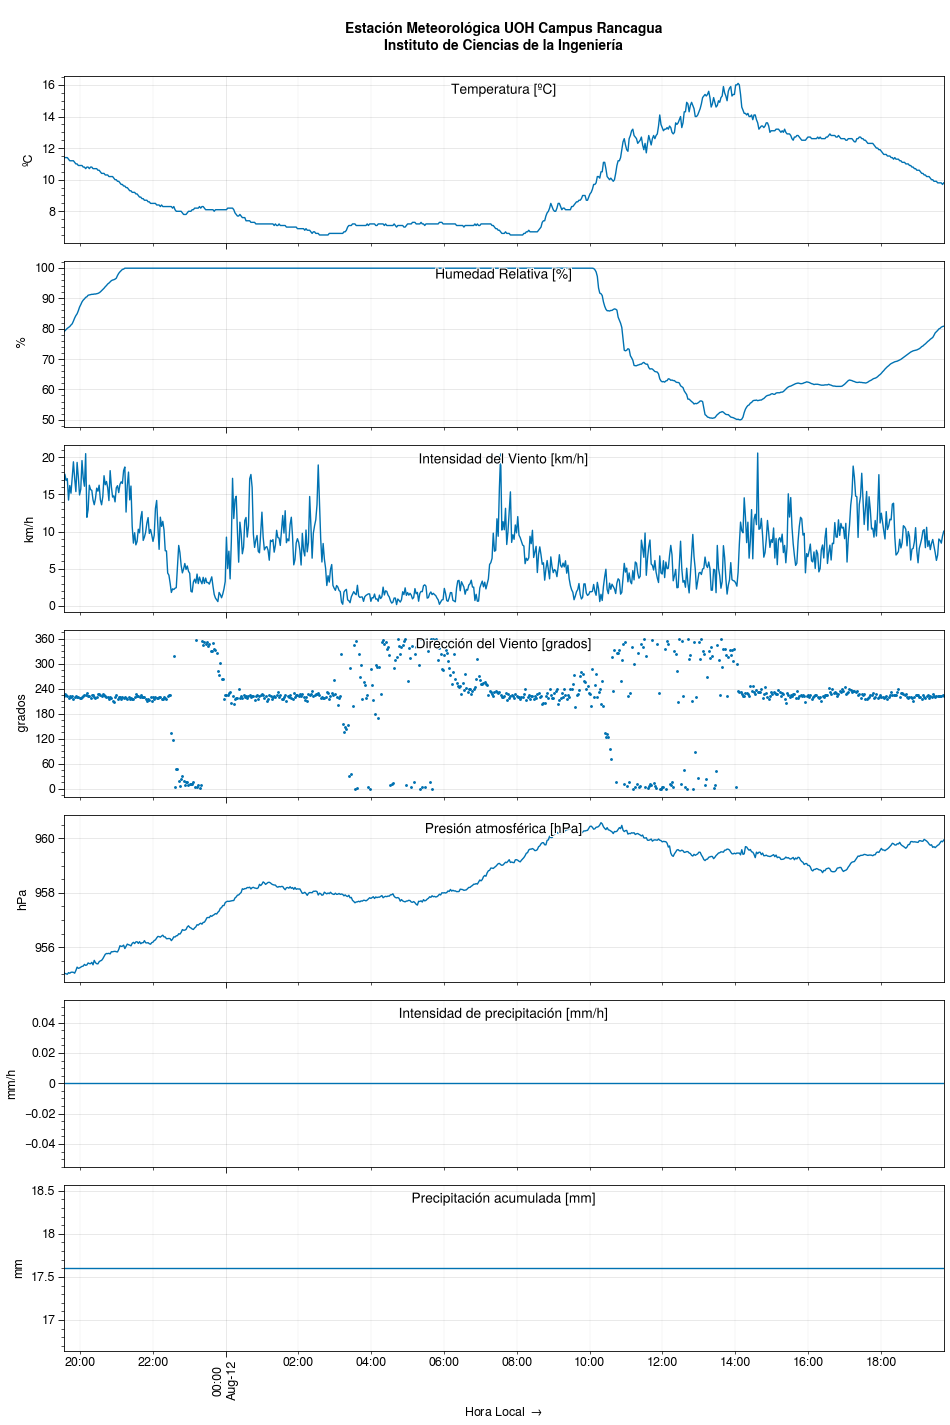 Estación Meteorológica UOH Campus Rancagua
Instituto de Ciencias de la Ingeniería
Temperatura [ºC]
16
14
12
10
8
ºC
Humedad Relativa [%]
100
90
80
70
60
50
%
Intensidad del Viento [km/h]
20
15
10
5
0
km/h
Dirección del Viento [grados]
360
300
240
180
120
60
0
grados
Presión atmosférica [hPa]
960
958
956
hPa
Intensidad de precipitación [mm/h]
0.04
0.02
0
−0.02
−0.04
mm/h
Precipitación acumulada [mm]
18.5
18
17.5
17
mm
20:00 22:00 00:00 02:00 04:00 06:00 08:00 10:00 12:00 14:00 16:00 18:00
Aug-12
Hora Local →